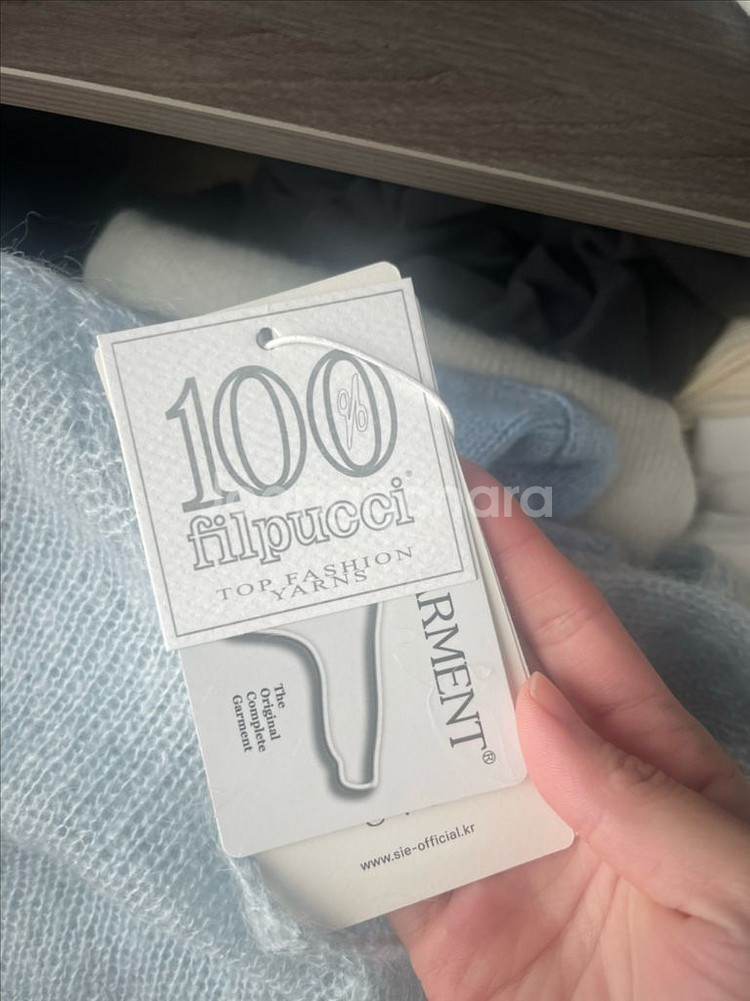 100%
filpucci®
TOP FASHION
YARNS
The
Original
Complete
Garment
ARMENT®
www.sie-official.kr